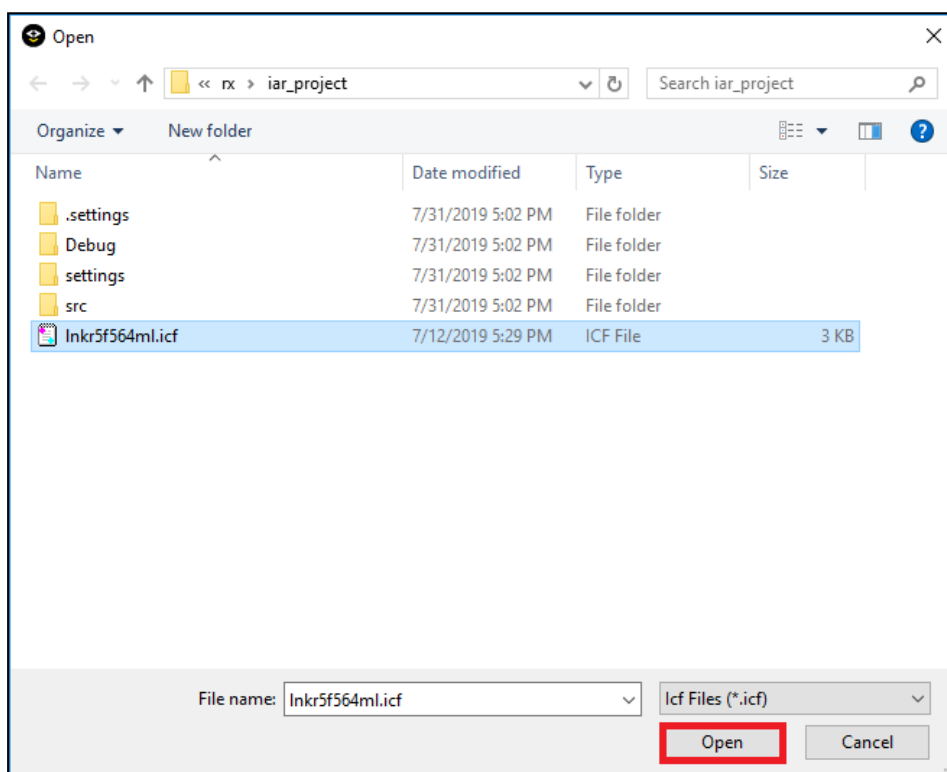 Open
« rx > iar_project
Search iar_project
Organize
New folder
Name Date modified Type Size
.settings 7/31/2019 5:02 PM File folder
Debug 7/31/2019 5:02 PM File folder
settings 7/31/2019 5:02 PM File folder
src 7/31/2019 5:02 PM File folder
lnkr5f564ml.icf 7/12/2019 5:29 PM ICF File 3 KB
File name: lnkr5f564ml.icf Icf Files (*.icf)
Open Cancel